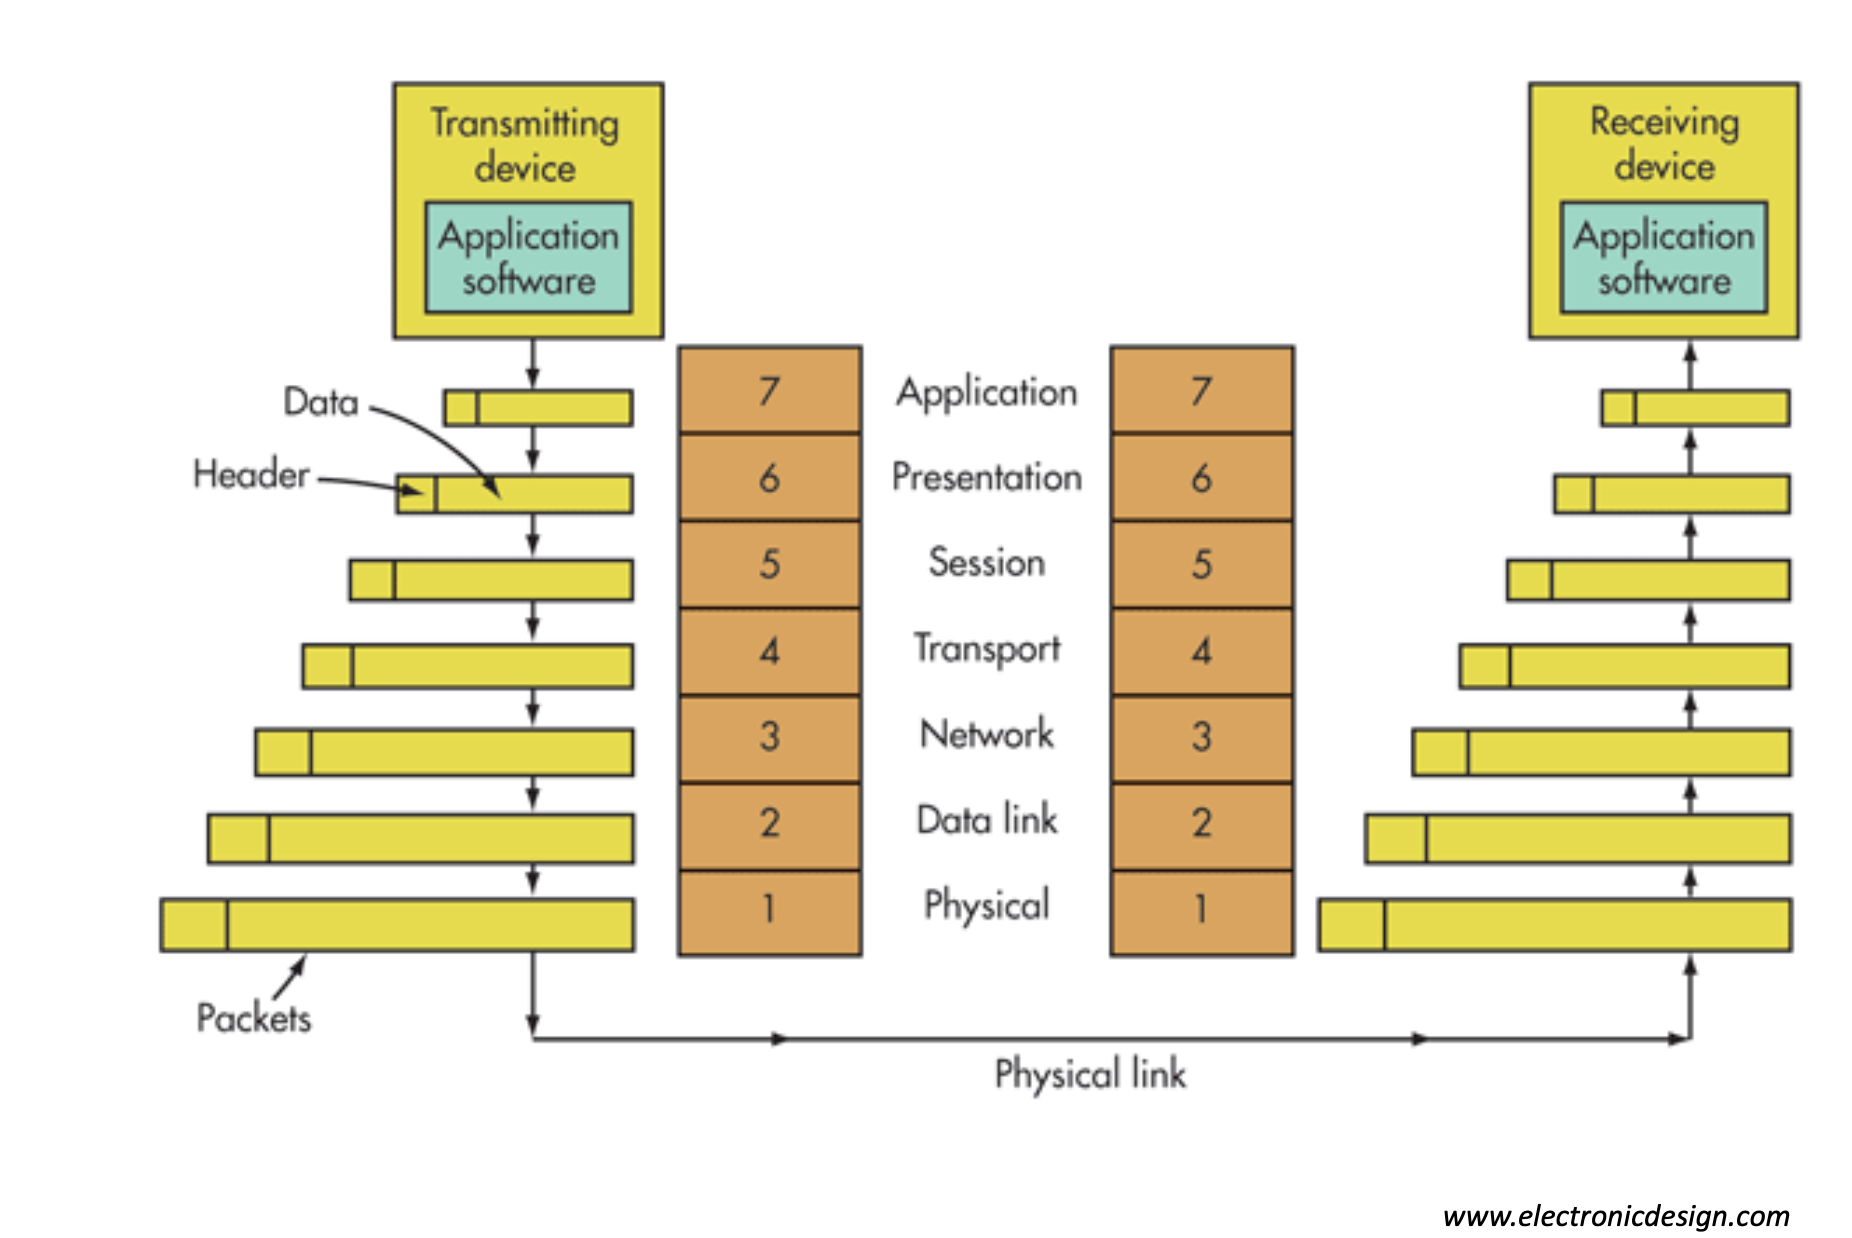 Transmitting
device
Application
software
Receiving
device
Application
software
Data
Header
7 Application 7
6 Presentation 6
5 Session 5
4 Transport 4
3 Network 3
2 Data link 2
1 Physical 1
Packets
Physical link
www.electronicdesign.com